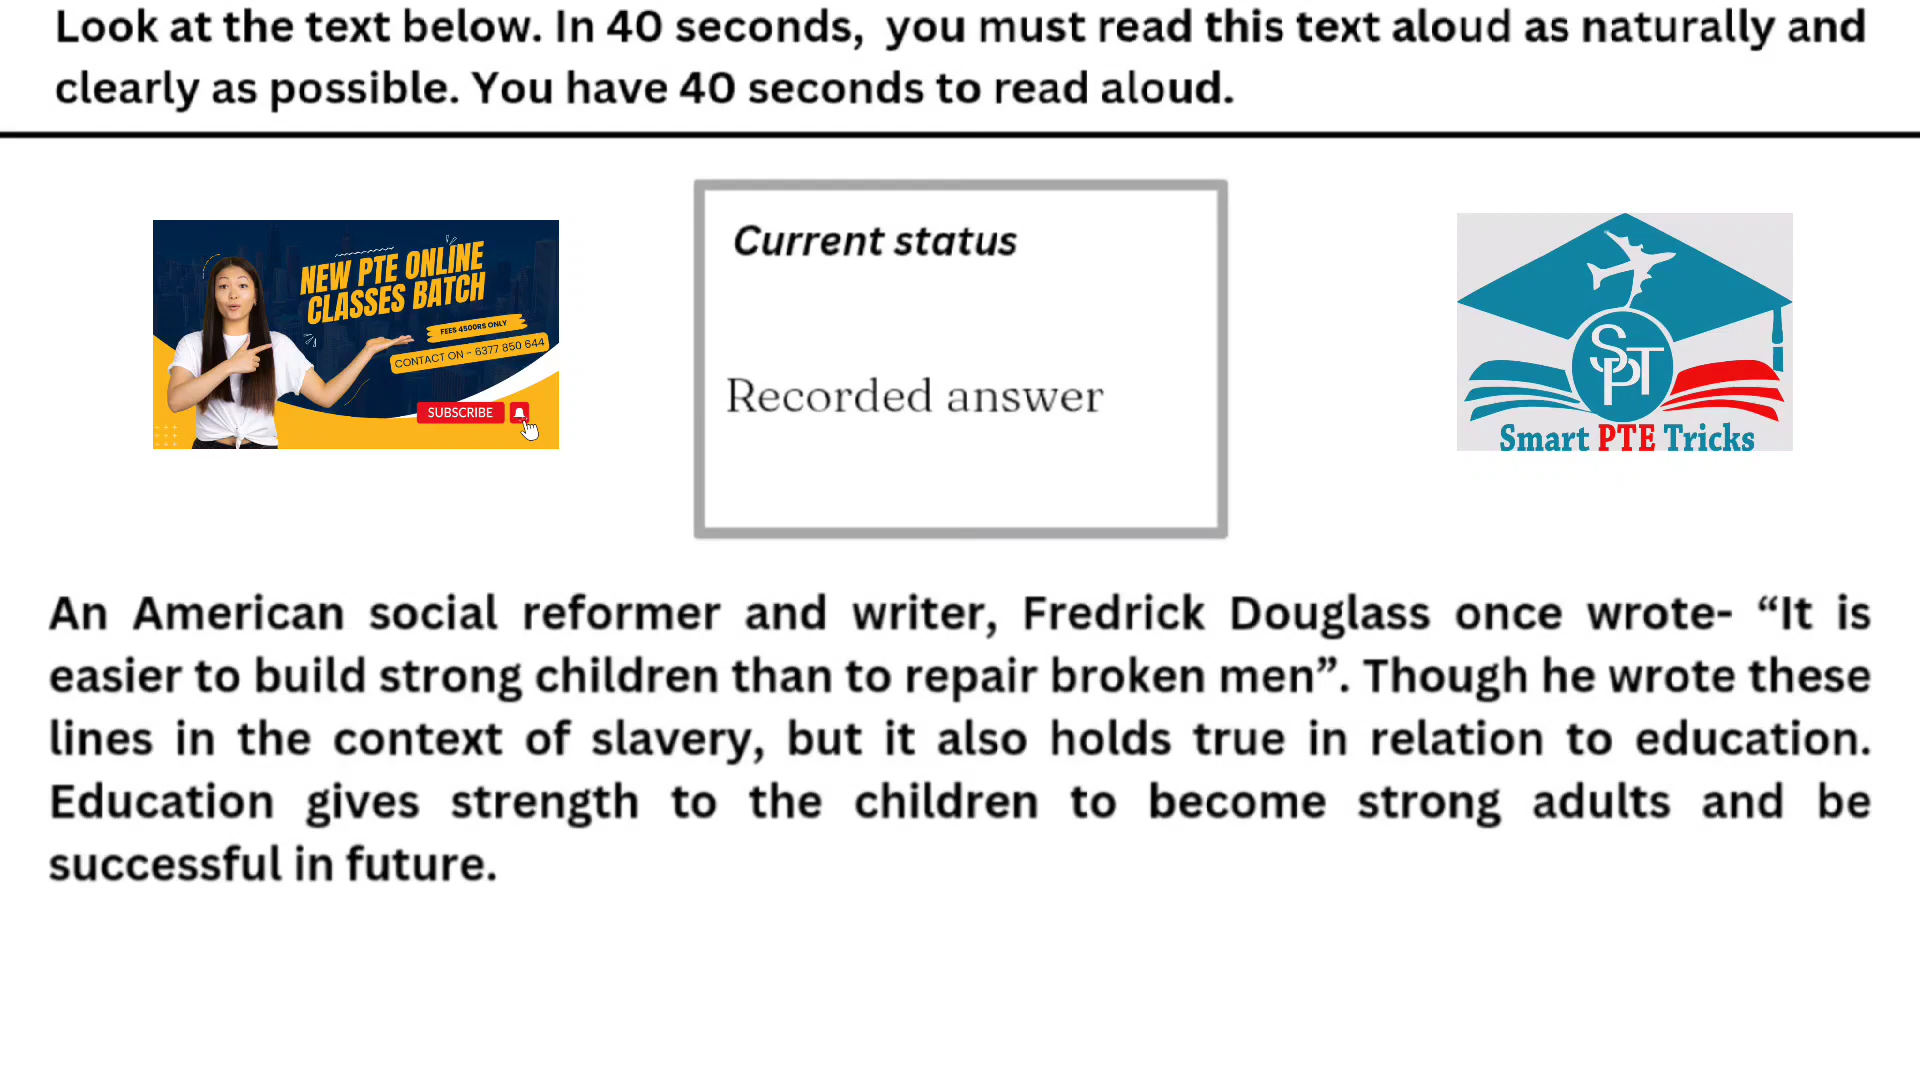 Look at the text below. In 40 seconds, you must read this text aloud as naturally and
clearly as possible. You have 40 seconds to read aloud.
NEW PTE ONLINE
CLASSES BATCH
FEES 4500RS ONLY
CONTACT ON - 6377 850 644
SUBSCRIBE
Current status
Recorded answer
SPT
Smart PTE Tricks
An American social reformer and writer, Fredrick Douglass once wrote- “It is
easier to build strong children than to repair broken men”. Though he wrote these
lines in the context of slavery, but it also holds true in relation to education.
Education gives strength to the children to become strong adults and be
successful in future.